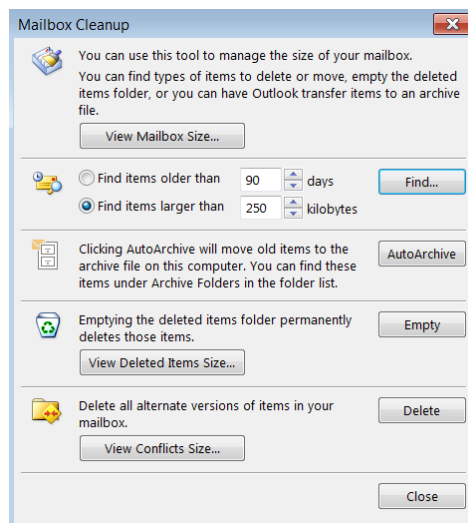 Mailbox Cleanup
You can use this tool to manage the size of your mailbox.
You can find types of items to delete or move, empty the deleted
items folder, or you can have Outlook transfer items to an archive
file.
View Mailbox Size...
Find items older than 90 days Find...
Find items larger than 250 kilobytes
Clicking AutoArchive will move old items to the AutoArchive
archive file on this computer. You can find these
items under Archive Folders in the folder list.
Emptying the deleted items folder permanently Empty
deletes those items.
View Deleted Items Size...
Delete all alternate versions of items in your Delete
mailbox.
View Conflicts Size...
Close